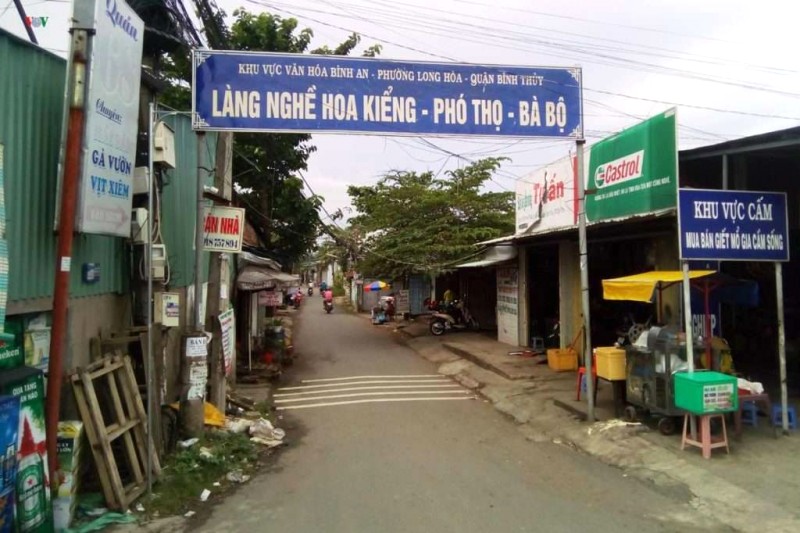 VOV
Quán
Chuyên:
GÀ VƯỜN
VỊT XIÊM
KHU VỰC VĂN HÓA BÌNH AN - PHƯỜNG LONG HÒA - QUẬN BÌNH THỦY
LÀNG NGHỀ HOA KIỂNG - PHÓ THỌ - BÀ BỘ
BÁN NHÀ
Tuấn
Castrol
KHU VỰC CẤM
MUA BÁN GIẾT MỔ GIA CẦM SỐNG